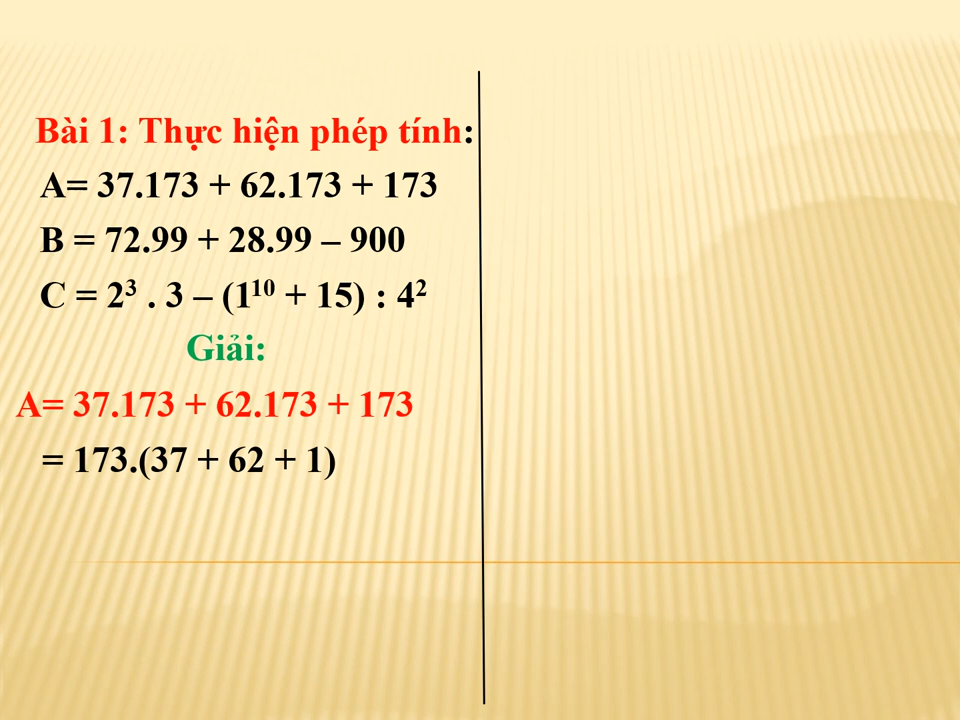 Bài 1: Thực hiện phép tính:
A= 37.173 + 62.173 + 173
B = 72.99 + 28.99 – 900
C = 2³ . 3 – (1¹⁰ + 15) : 4²
Giải:
A= 37.173 + 62.173 + 173
= 173.(37 + 62 + 1)